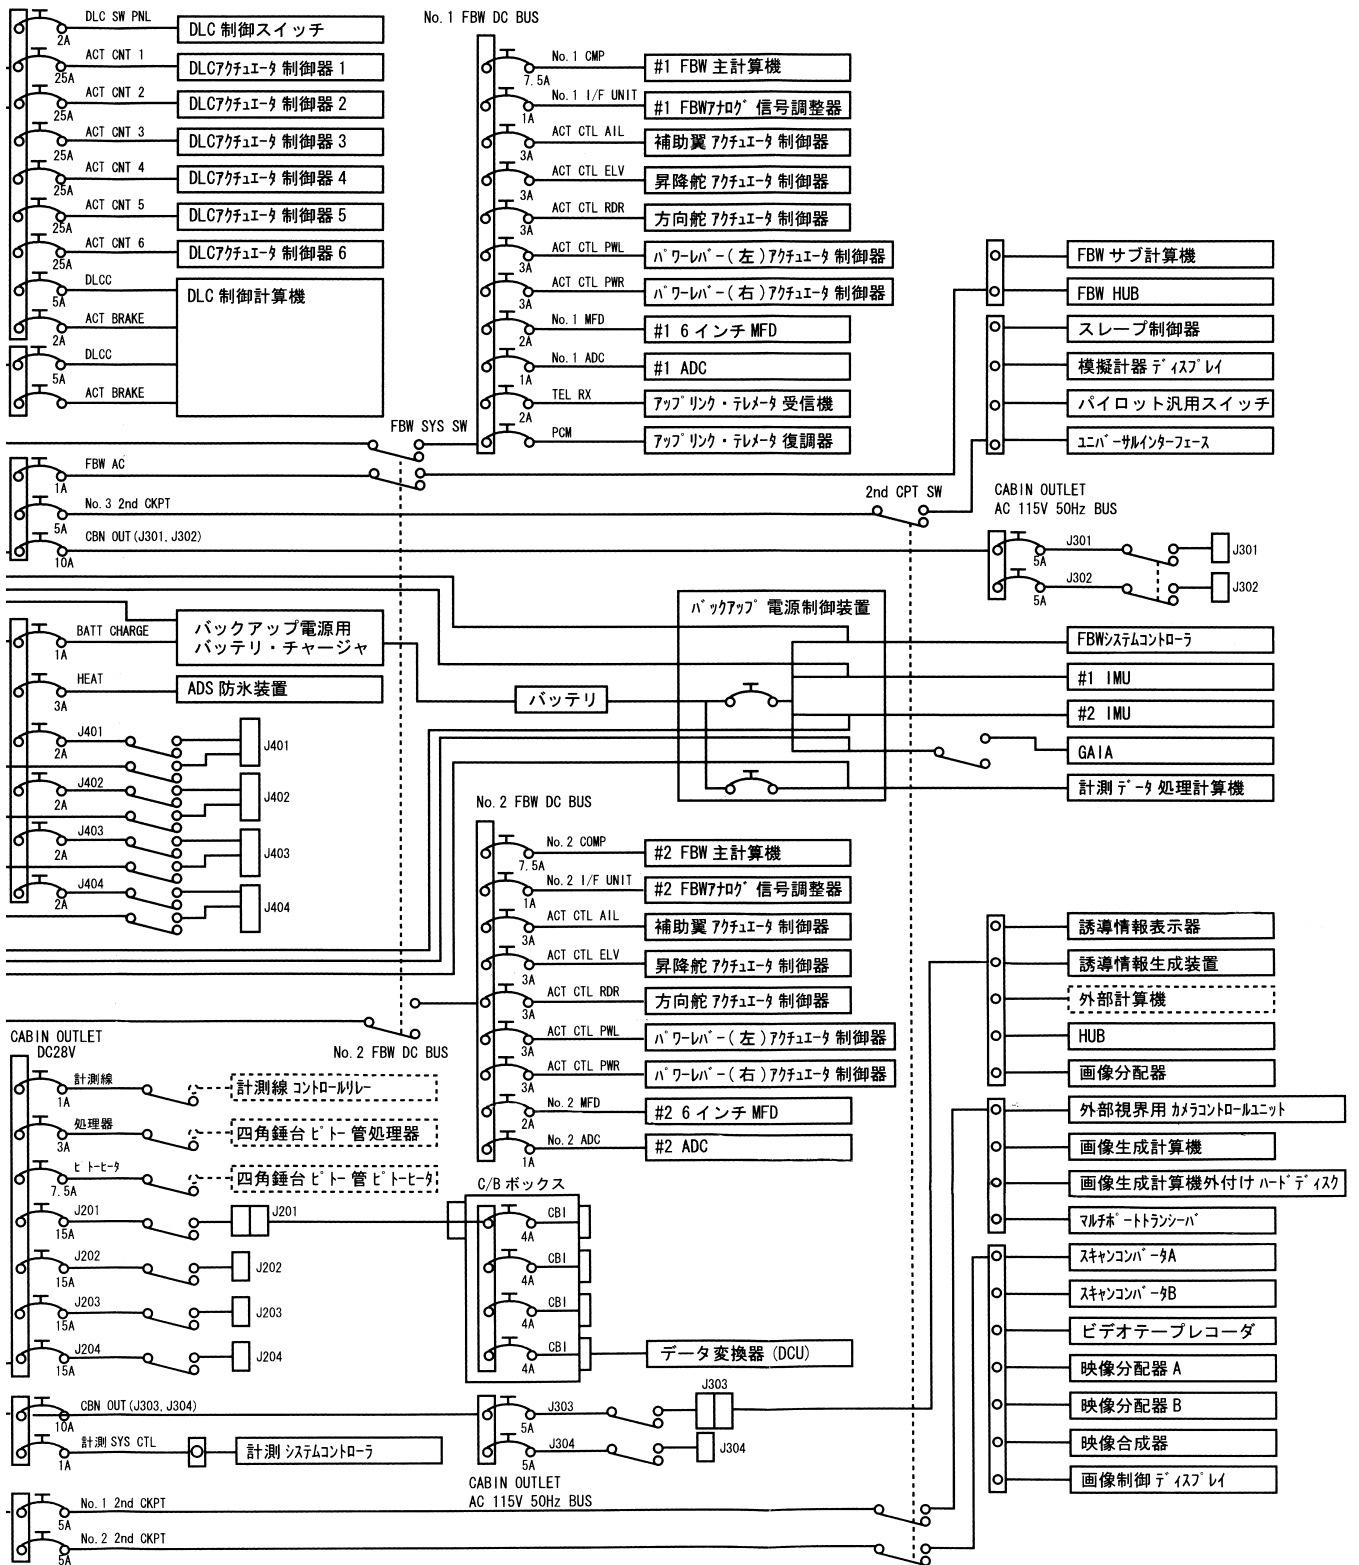 DLC SW PNL
2A
DLC 制御スイッチ
ACT CNT 1
25A
DLCアクチュエータ 制御器 1
ACT CNT 2
25A
DLCアクチュエータ 制御器 2
ACT CNT 3
25A
DLCアクチュエータ 制御器 3
ACT CNT 4
25A
DLCアクチュエータ 制御器 4
ACT CNT 5
25A
DLCアクチュエータ 制御器 5
ACT CNT 6
25A
DLCアクチュエータ 制御器 6
DLCC
5A
DLC 制御計算機
ACT BRAKE
2A
DLCC
5A
ACT BRAKE
No. 1 FBW DC BUS
No. 1 CMP
7.5A
#1 FBW 主計算機
No. 1 I/F UNIT
1A
#1 FBWアナログ 信号調整器
ACT CTL AIL
3A
補助翼 アクチュエータ 制御器
ACT CTL ELV
3A
昇降舵 アクチュエータ 制御器
ACT CTL RDR
3A
方向舵 アクチュエータ 制御器
ACT CTL PWL
3A
パワーレバー(左)アクチュエータ 制御器
ACT CTL PWR
3A
パワーレバー(右)アクチュエータ 制御器
No. 1 MFD
2A
#1 6 インチ MFD
No. 1 ADC
1A
#1 ADC
TEL RX
2A
アップリンク・テレメータ 受信機
PCM
アップリンク・テレメータ 復調器
FBW サブ計算機
FBW HUB
スレーブ制御器
模擬計器 ディスプレイ
パイロット汎用スイッチ
ユニバーサルインターフェース
FBW SYS SW
FBW AC
1A
No. 3 2nd CKPT
5A
CBN OUT (J301, J302)
10A
2nd CPT SW
CABIN OUTLET
AC 115V 50Hz BUS
J301
5A
J301
J302
5A
J302
BATT CHARGE
1A
バックアップ電源用
バッテリ・チャージャ
HEAT
3A
ADS 防氷装置
バッテリ
バックアップ 電源制御装置
FBWシステムコントローラ
#1 IMU
#2 IMU
GAIA
計測 データ 処理計算機
J401
2A
J401
J402
2A
J402
J403
2A
J403
J404
2A
J404
No. 2 FBW DC BUS
No. 2 COMP
7.5A
#2 FBW 主計算機
No. 2 I/F UNIT
1A
#2 FBWアナログ 信号調整器
ACT CTL AIL
3A
補助翼 アクチュエータ 制御器
ACT CTL ELV
3A
昇降舵 アクチュエータ 制御器
ACT CTL RDR
3A
方向舵 アクチュエータ 制御器
ACT CTL PWL
3A
パワーレバー(左)アクチュエータ 制御器
ACT CTL PWR
3A
パワーレバー(右)アクチュエータ 制御器
No. 2 MFD
2A
#2 6 インチ MFD
No. 2 ADC
1A
#2 ADC
No. 2 FBW DC BUS
CABIN OUTLET
DC28V
計測線
1A
計測線 コントロールリレー
処理器
3A
四角錘台 ピトー 管処理器
ピトーヒータ
7.5A
四角錘台 ピトー 管 ピトーヒータ
J201
15A
J201
J202
15A
J202
J203
15A
J203
J204
15A
J204
C/B ボックス
CBI
4A
CBI
4A
CBI
4A
CBI
4A
データ変換器 (DCU)
CBN OUT (J303, J304)
10A
計測 SYS CTL
1A
計測 システムコントローラ
J303
5A
J303
J304
5A
J304
CABIN OUTLET
AC 115V 50Hz BUS
No. 1 2nd CKPT
5A
No. 2 2nd CKPT
5A
誘導情報表示器
誘導情報生成装置
外部計算機
HUB
画像分配器
外部視界用 カメラコントロールユニット
画像生成計算機
画像生成計算機外付け ハードディスク
マルチポートトランシーバ
スキャンコンバータA
スキャンコンバータB
ビデオテープレコーダ
映像分配器 A
映像分配器 B
映像合成器
画像制御 ディスプレイ